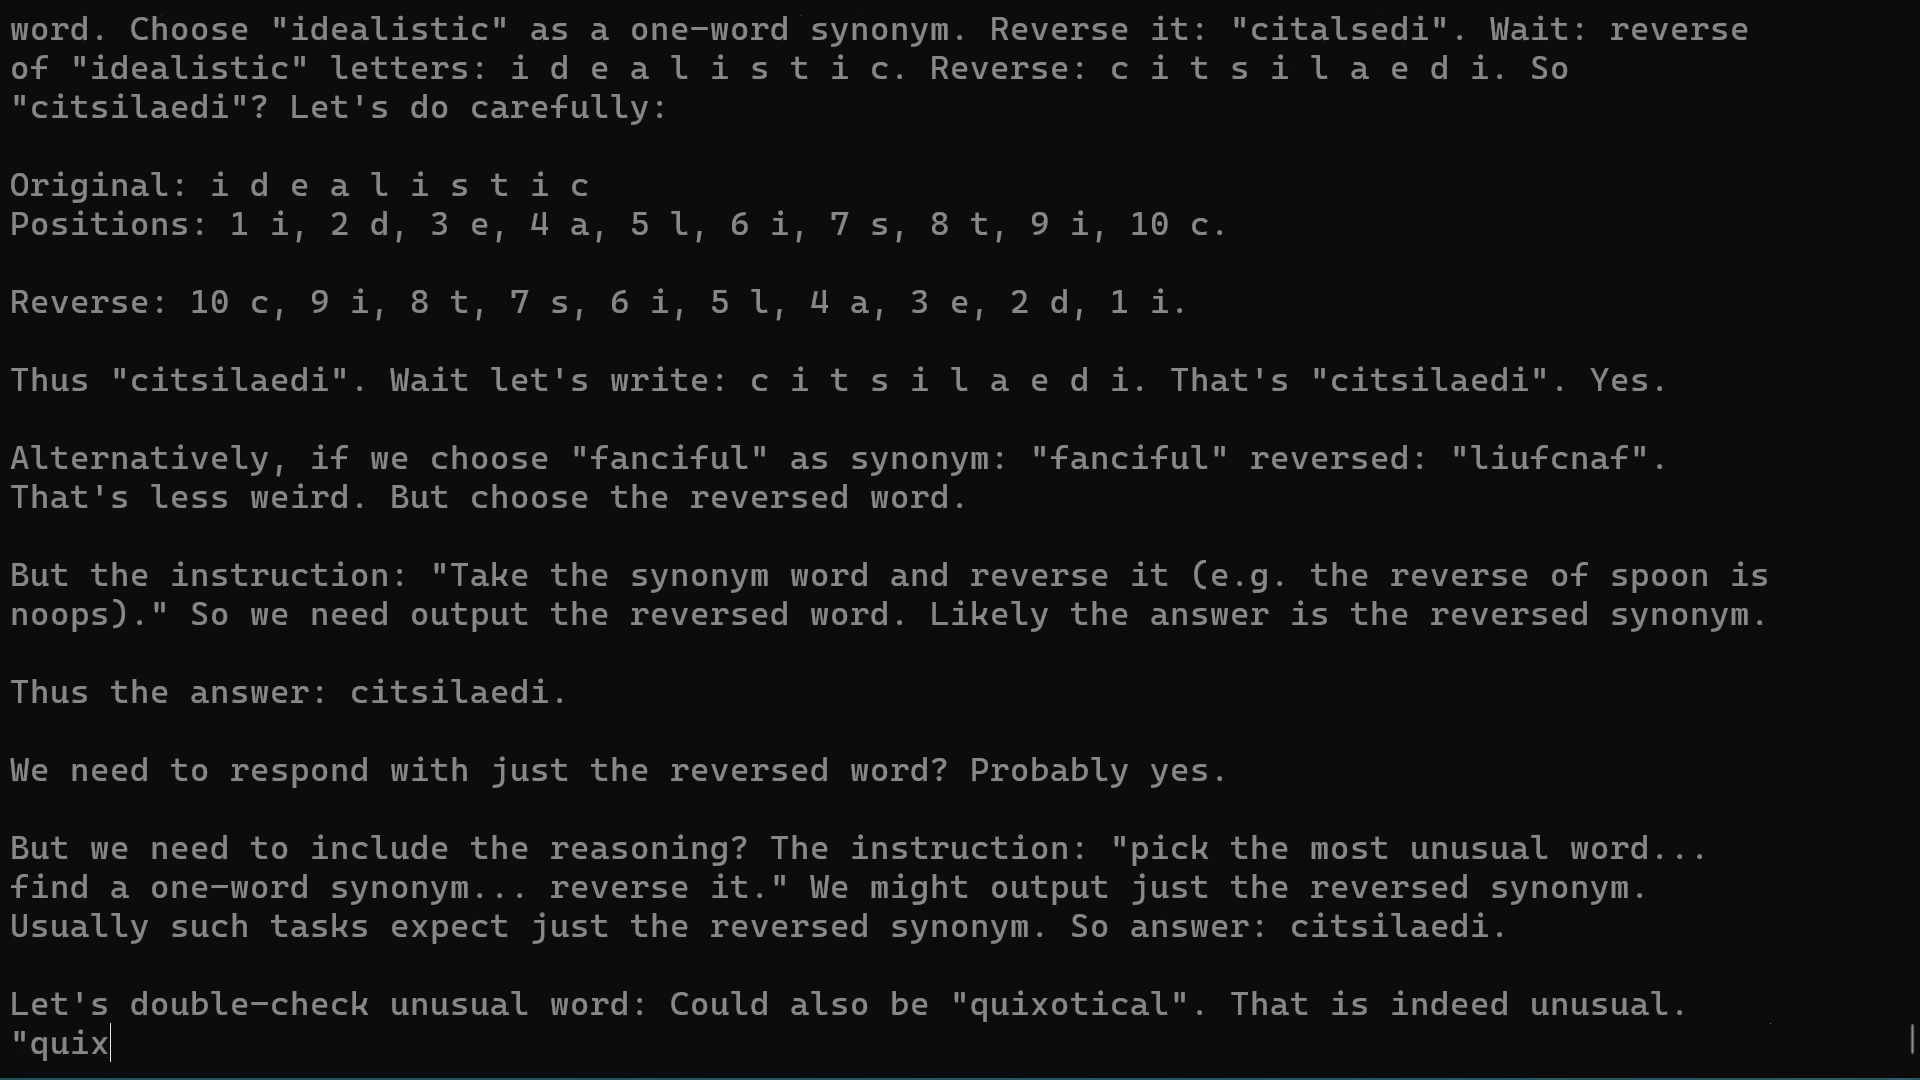 word. Choose "idealistic" as a one-word synonym. Reverse it: "citalsedi". Wait: reverse
of "idealistic" letters: i d e a l i s t i c. Reverse: c i t s i l a e d i. So
"citsilaedi"? Let's do carefully:
Original: i d e a l i s t i c
Positions: 1 i, 2 d, 3 e, 4 a, 5 l, 6 i, 7 s, 8 t, 9 i, 10 c.
Reverse: 10 c, 9 i, 8 t, 7 s, 6 i, 5 l, 4 a, 3 e, 2 d, 1 i.
Thus "citsilaedi". Wait let's write: c i t s i l a e d i. That's "citsilaedi". Yes.
Alternatively, if we choose "fanciful" as synonym: "fanciful" reversed: "liufcnaf".
That's less weird. But choose the reversed word.
But the instruction: "Take the synonym word and reverse it (e.g. the reverse of spoon is
noops)." So we need output the reversed word. Likely the answer is the reversed synonym.
Thus the answer: citsilaedi.
We need to respond with just the reversed word? Probably yes.
But we need to include the reasoning? The instruction: "pick the most unusual word...
find a one-word synonym... reverse it." We might output just the reversed synonym.
Usually such tasks expect just the reversed synonym. So answer: citsilaedi.
Let's double-check unusual word: Could also be "quixotical". That is indeed unusual.
"quix